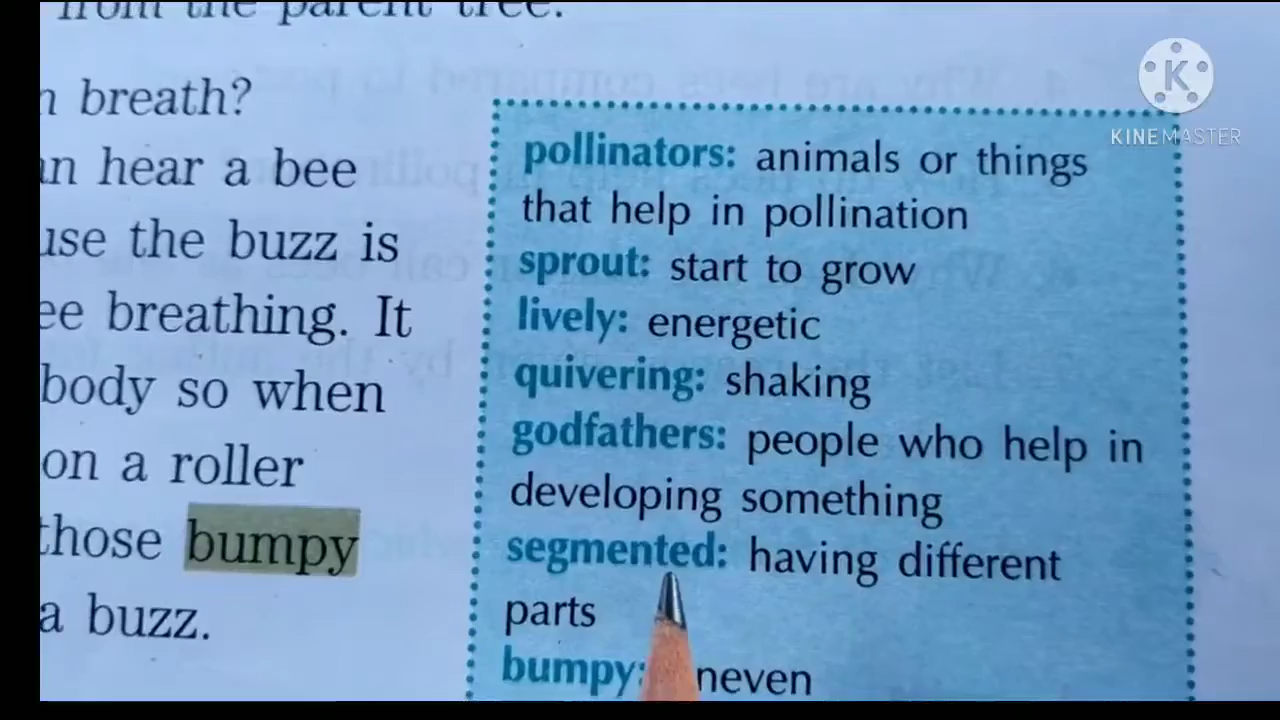 from the parent tree.
breath?
hear a bee
the buzz is
breathing. It
body so when
on a roller
those bumpy
a buzz.
pollinators: animals or things
that help in pollination
sprout: start to grow
lively: energetic
quivering: shaking
godfathers: people who help in
developing something
segmented: having different
parts
bumpy: neven
K
KINEMASTER